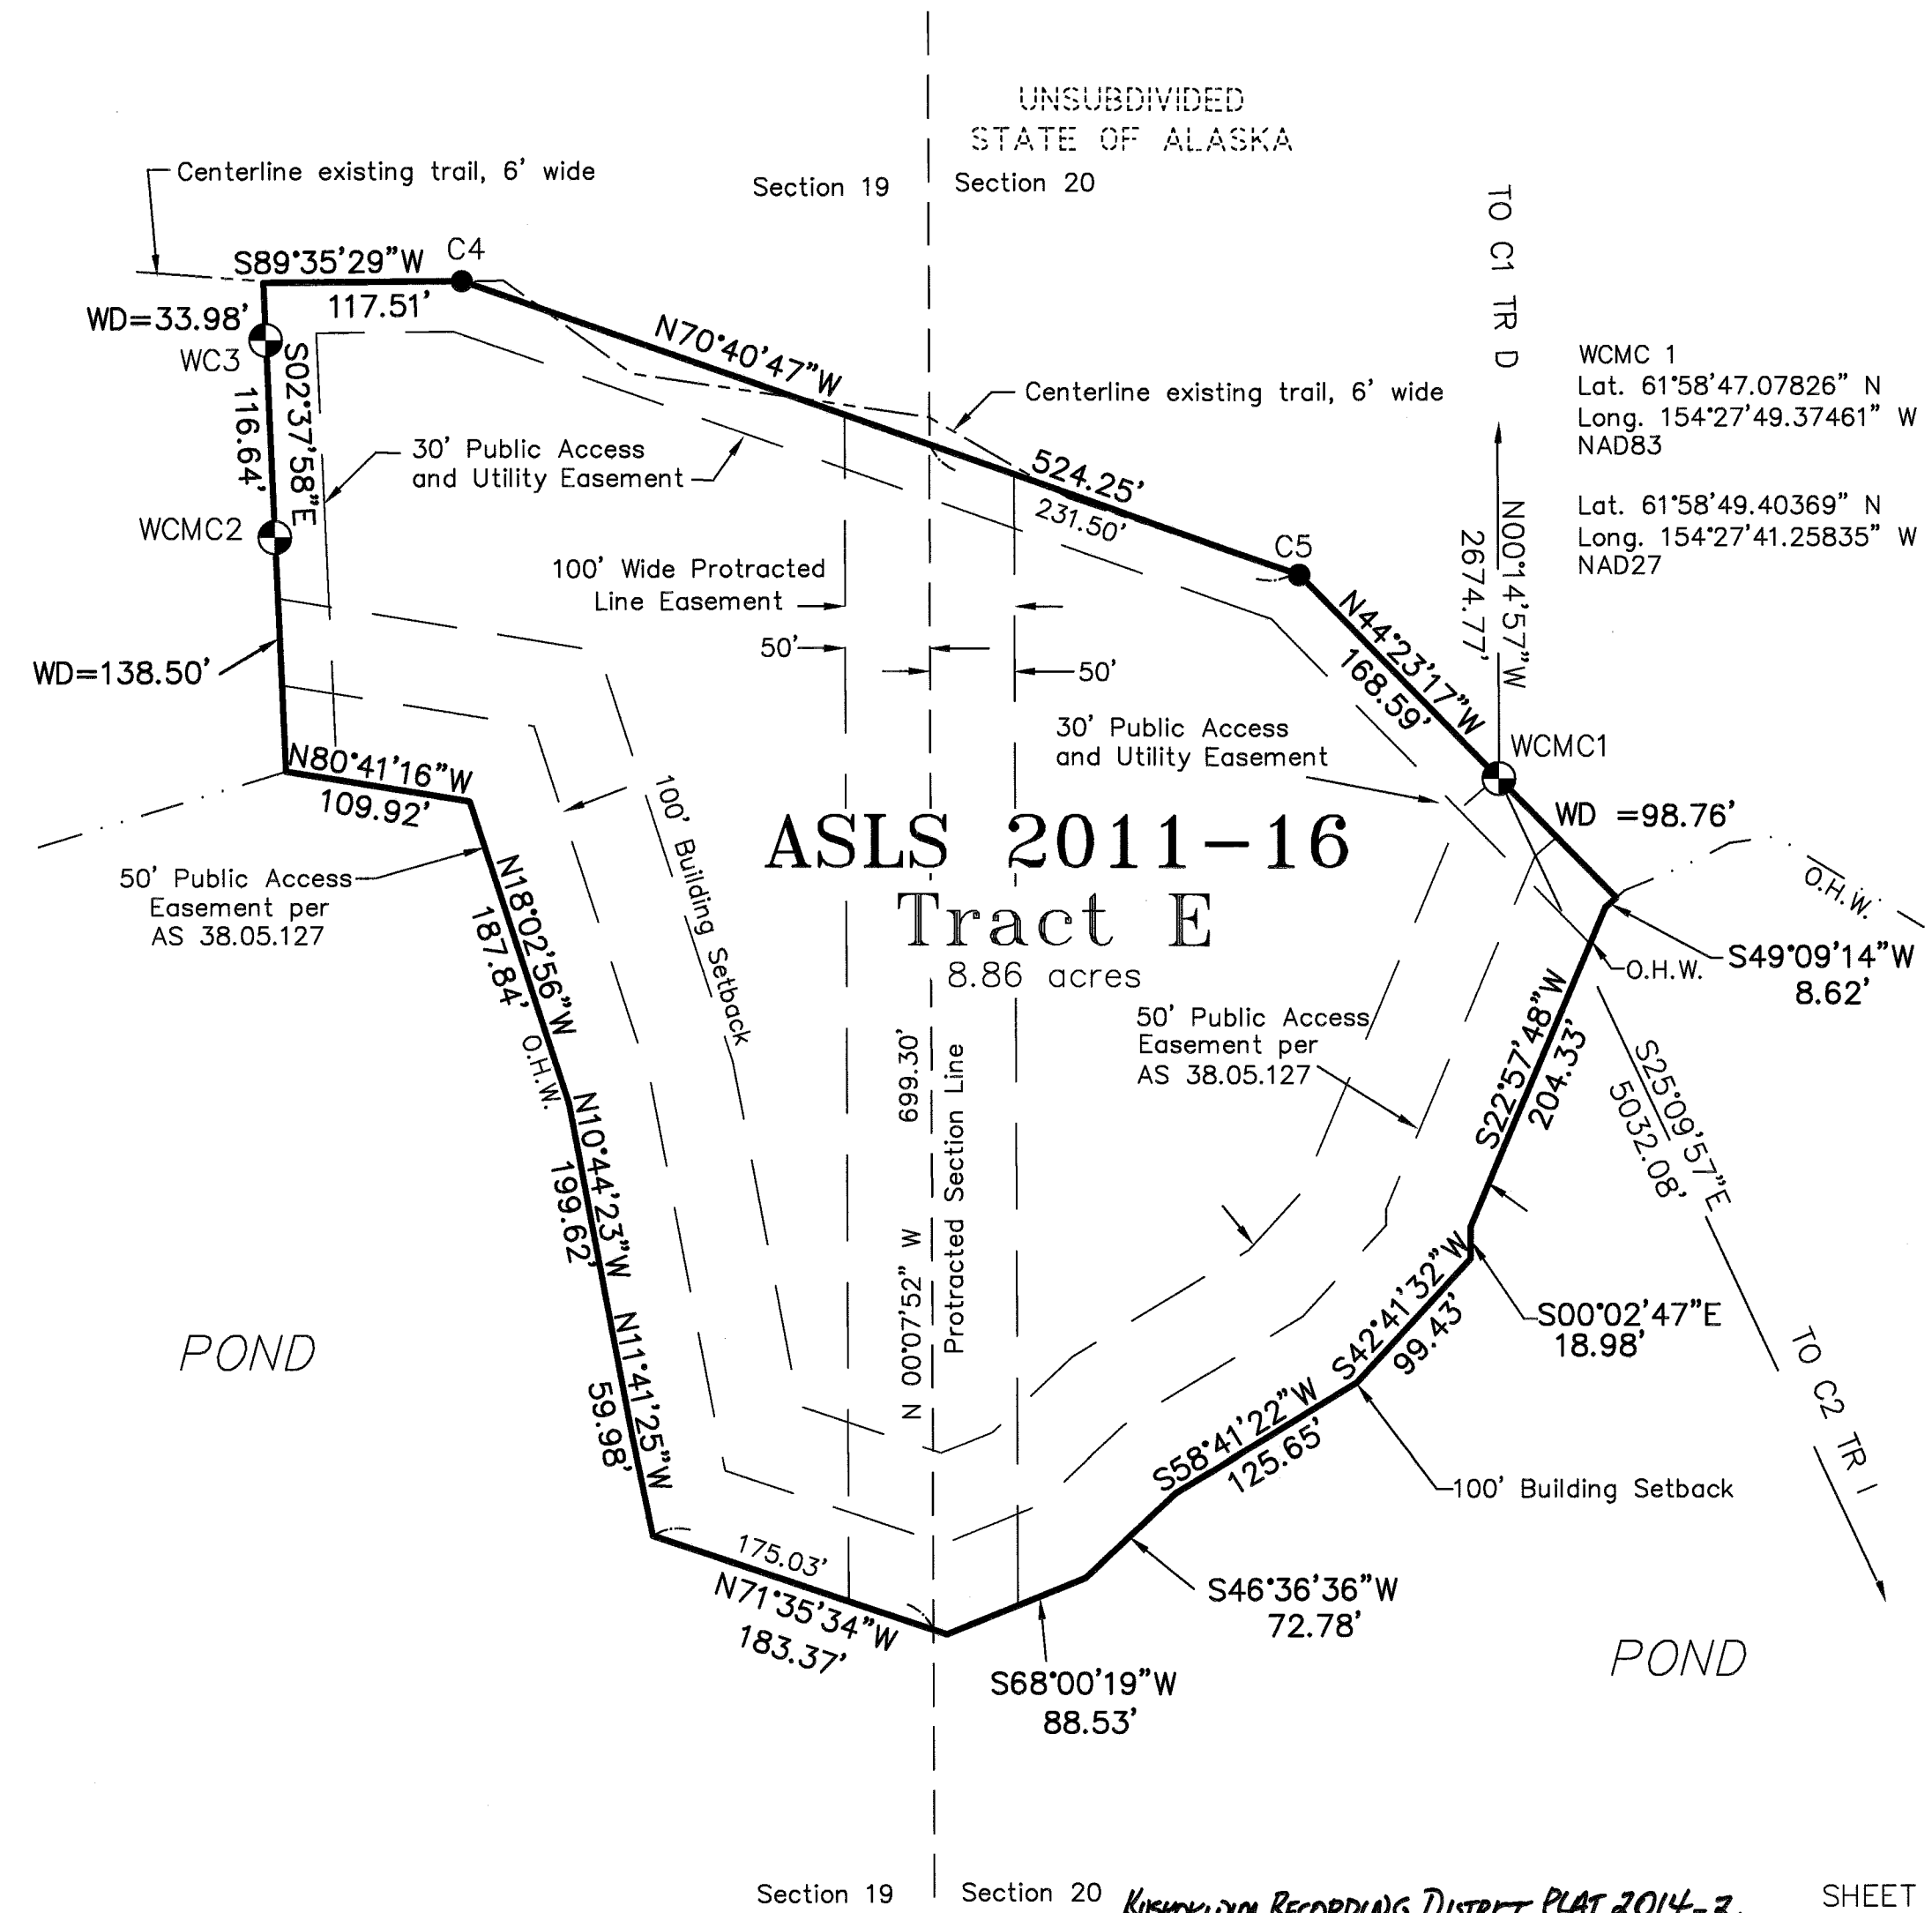 UNSUBDIVIDED
STATE OF ALASKA
Centerline existing trail, 6' wide
Section 19
Section 20
TO C1 TR D
S89°35'29"W
C4
117.51'
WD=33.98'
WC3
S02°37'58"E
116.64'
WCMC2
N70°40'47"W
Centerline existing trail, 6' wide
WCMC 1
Lat. 61°58'47.07826" N
Long. 154°27'49.37461" W
NAD83
Lat. 61°58'49.40369" N
Long. 154°27'41.25835" W
NAD27
30' Public Access
and Utility Easement
524.25'
231.50'
C5
N00°14'57"W
2674.77'
100' Wide Protracted
Line Easement
50'
50'
WD=138.50'
N44°23'17"W
168.59'
30' Public Access
and Utility Easement
WCMC1
WD =98.76'
N80°41'16"W
109.92'
100' Building Setback
ASLS 2011-16
Tract E
8.86 acres
50' Public Access
Easement per
AS 38.05.127
N18°02'56"W
187.84'
O.H.W.
O.H.W.
O.H.W.
S49°09'14"W
8.62'
50' Public Access
Easement per
AS 38.05.127
S22°57'48"W
204.33'
S25°09'57"E
5032.08'
699.30'
N 00°07'52" W
Protracted Section Line
N10°44'23"W
199.62'
S42°41'32"W
99.43'
S00°02'47"E
18.98'
POND
N11°41'25"W
59.98'
TO C2 TR I
S58°41'22"W
125.65'
100' Building Setback
175.03'
N71°35'34"W
183.37'
S46°36'36"W
72.78'
S68°00'19"W
88.53'
POND
Section 19
Section 20
KUSKOKWIM RECORDING DISTRICT PLAT 2014-3.
SHEET